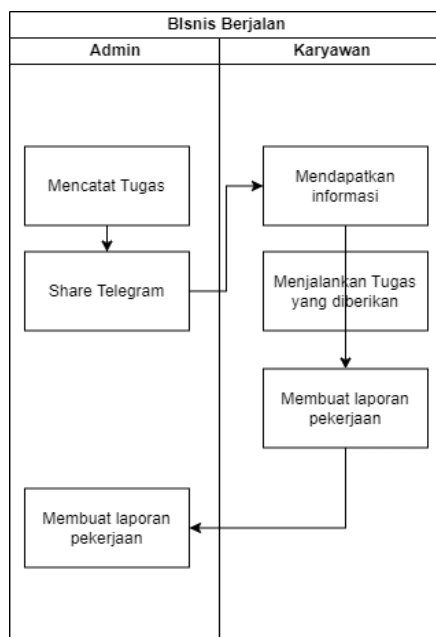 BIsnis Berjalan
Admin
Karyawan
Mencatat Tugas
Share Telegram
Mendapatkan
informasi
Menjalankan Tugas
yang diberikan
Membuat laporan
pekerjaan
Membuat laporan
pekerjaan